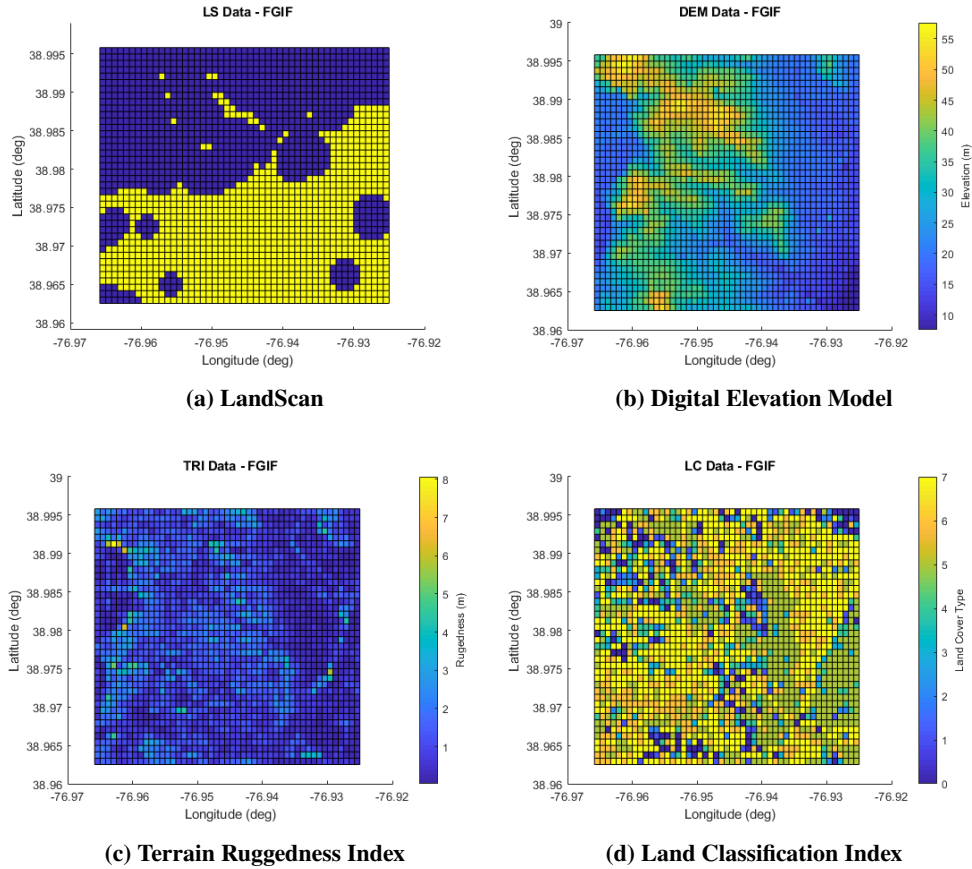 LS Data - FGIF
38.995
38.99
38.985
38.98
38.975
38.97
38.965
38.96
Latitude (deg)
-76.97 -76.96 -76.95 -76.94 -76.93 -76.92
Longitude (deg)
(a) LandScan
DEM Data - FGIF
39
38.995
38.99
38.985
38.98
38.975
38.97
38.965
38.96
Latitude (deg)
-76.97 -76.96 -76.95 -76.94 -76.93 -76.92
Longitude (deg)
55
50
45
40
35
30
25
20
15
10
Elevation (m)
(b) Digital Elevation Model
TRI Data - FGIF
39
38.995
38.99
38.985
38.98
38.975
38.97
38.965
38.96
Latitude (deg)
-76.97 -76.96 -76.95 -76.94 -76.93 -76.92
Longitude (deg)
8
7
6
5
4
3
2
1
Rugedness (m)
(c) Terrain Ruggedness Index
LC Data - FGIF
39
38.995
38.99
38.985
38.98
38.975
38.97
38.965
38.96
Latitude (deg)
-76.97 -76.96 -76.95 -76.94 -76.93 -76.92
Longitude (deg)
7
6
5
4
3
2
1
0
Land Cover Type
(d) Land Classification Index